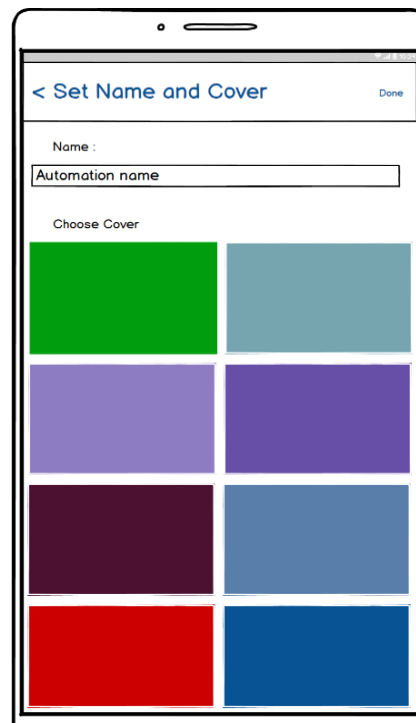 < Set Name and Cover
Done
Name :
Automation name
Choose Cover